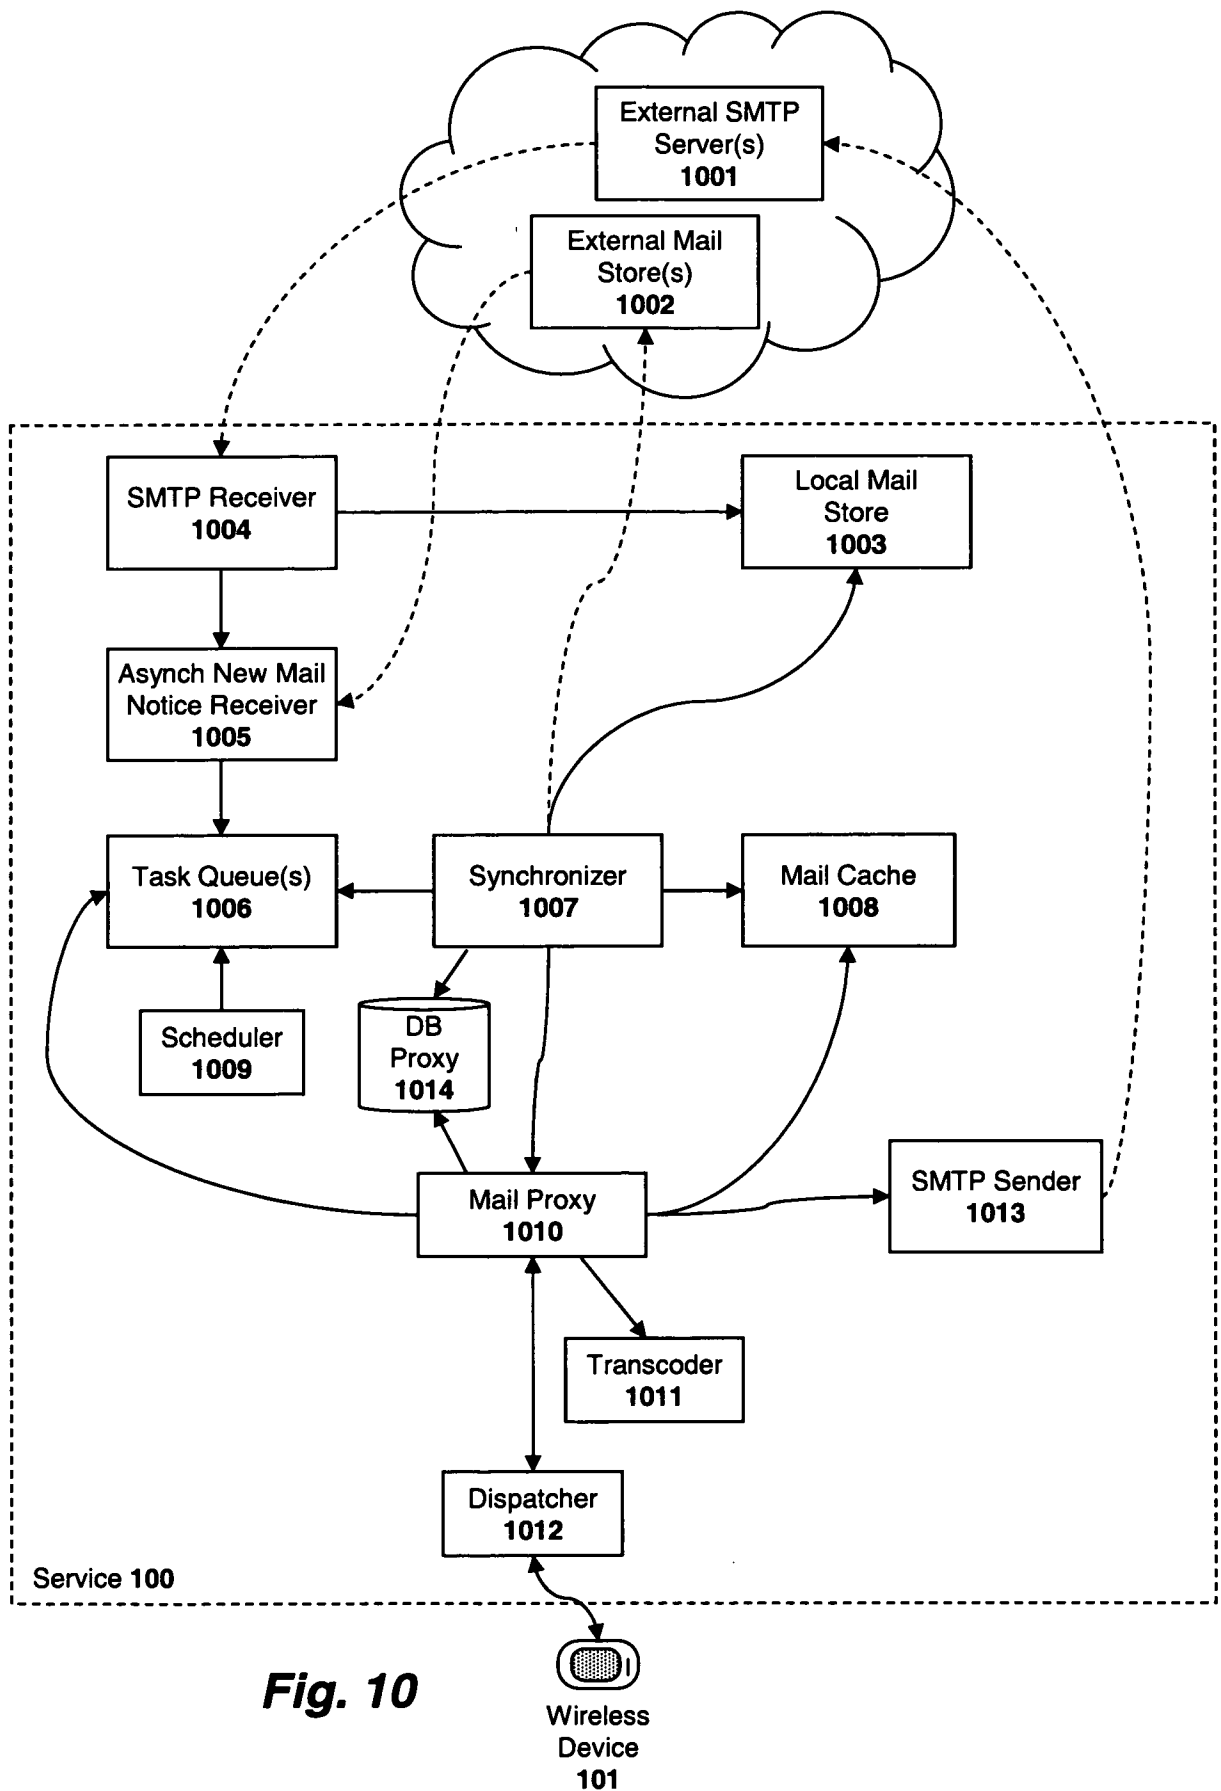 External SMTP
Server(s)
1001
External Mail
Store(s)
1002
SMTP Receiver
1004
Local Mail
Store
1003
Asynch New Mail
Notice Receiver
1005
Task Queue(s)
1006
Synchronizer
1007
Mail Cache
1008
Scheduler
1009
DB
Proxy
1014
Mail Proxy
1010
SMTP Sender
1013
Transcoder
1011
Dispatcher
1012
Service 100
Fig. 10
Wireless
Device
101